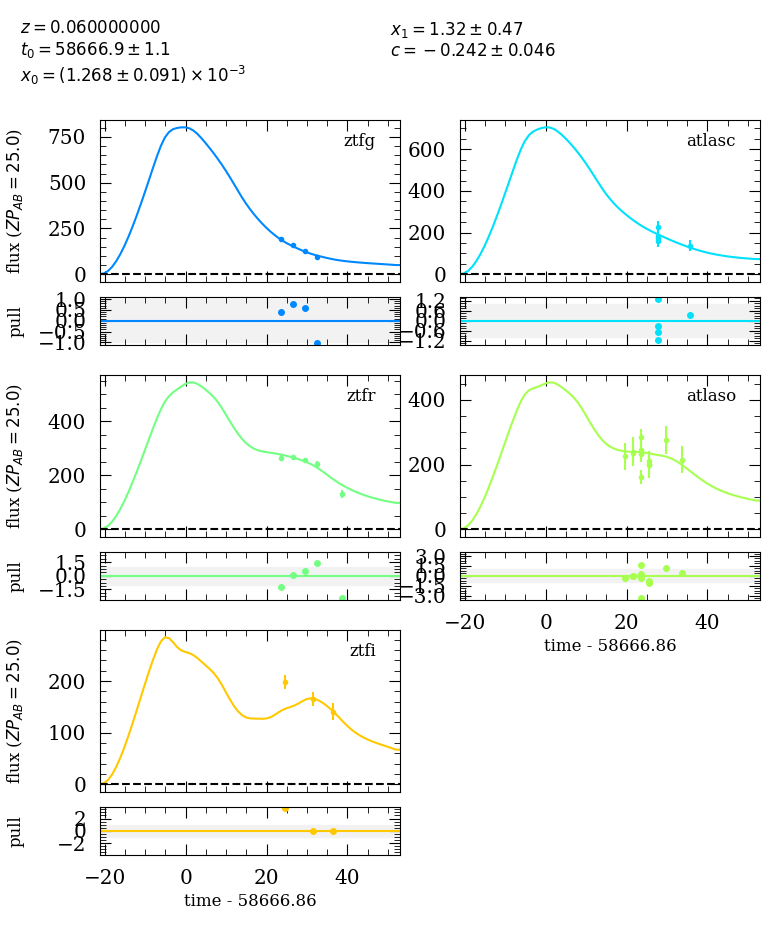 z = 0.060000000
t₀ = 58666.9 ± 1.1
x₀ = (1.268 ± 0.091) × 10⁻³
x₁ = 1.32 ± 0.47
c = −0.242 ± 0.046
ztfg
750
500
250
0
flux (ZP_AB = 25.0)
atlasc
600
400
200
0
1.0
0.5
0.0
−0.5
−1.0
pull
1.2
0.6
0.0
−0.6
−1.2
ztfr
400
200
0
flux (ZP_AB = 25.0)
atlaso
400
200
0
1.5
0.0
−1.5
pull
3.0
1.5
0.0
−1.5
−3.0
−20 0 20 40
time - 58666.86
ztfi
200
100
0
flux (ZP_AB = 25.0)
2
0
−2
pull
−20 0 20 40
time - 58666.86